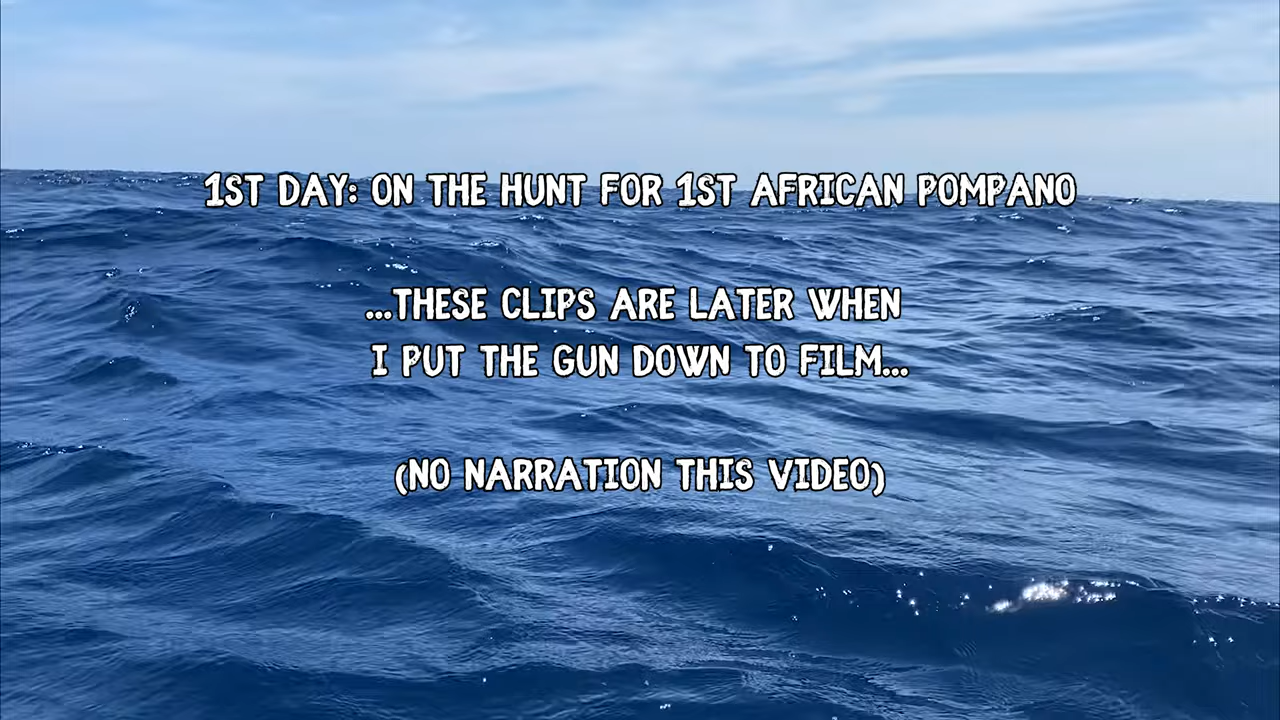 1ST DAY: ON THE HUNT FOR 1ST AFRICAN POMPANO
...THESE CLIPS ARE LATER WHEN
I PUT THE GUN DOWN TO FILM...
(NO NARRATION THIS VIDEO)